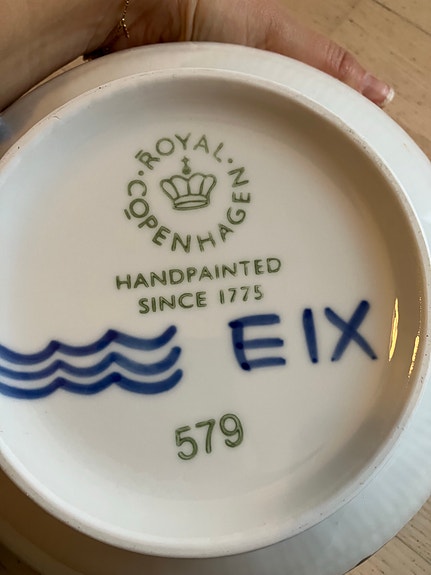 ROYAL
COPENHAGEN
HANDPAINTED
SINCE 1775
EIX
579